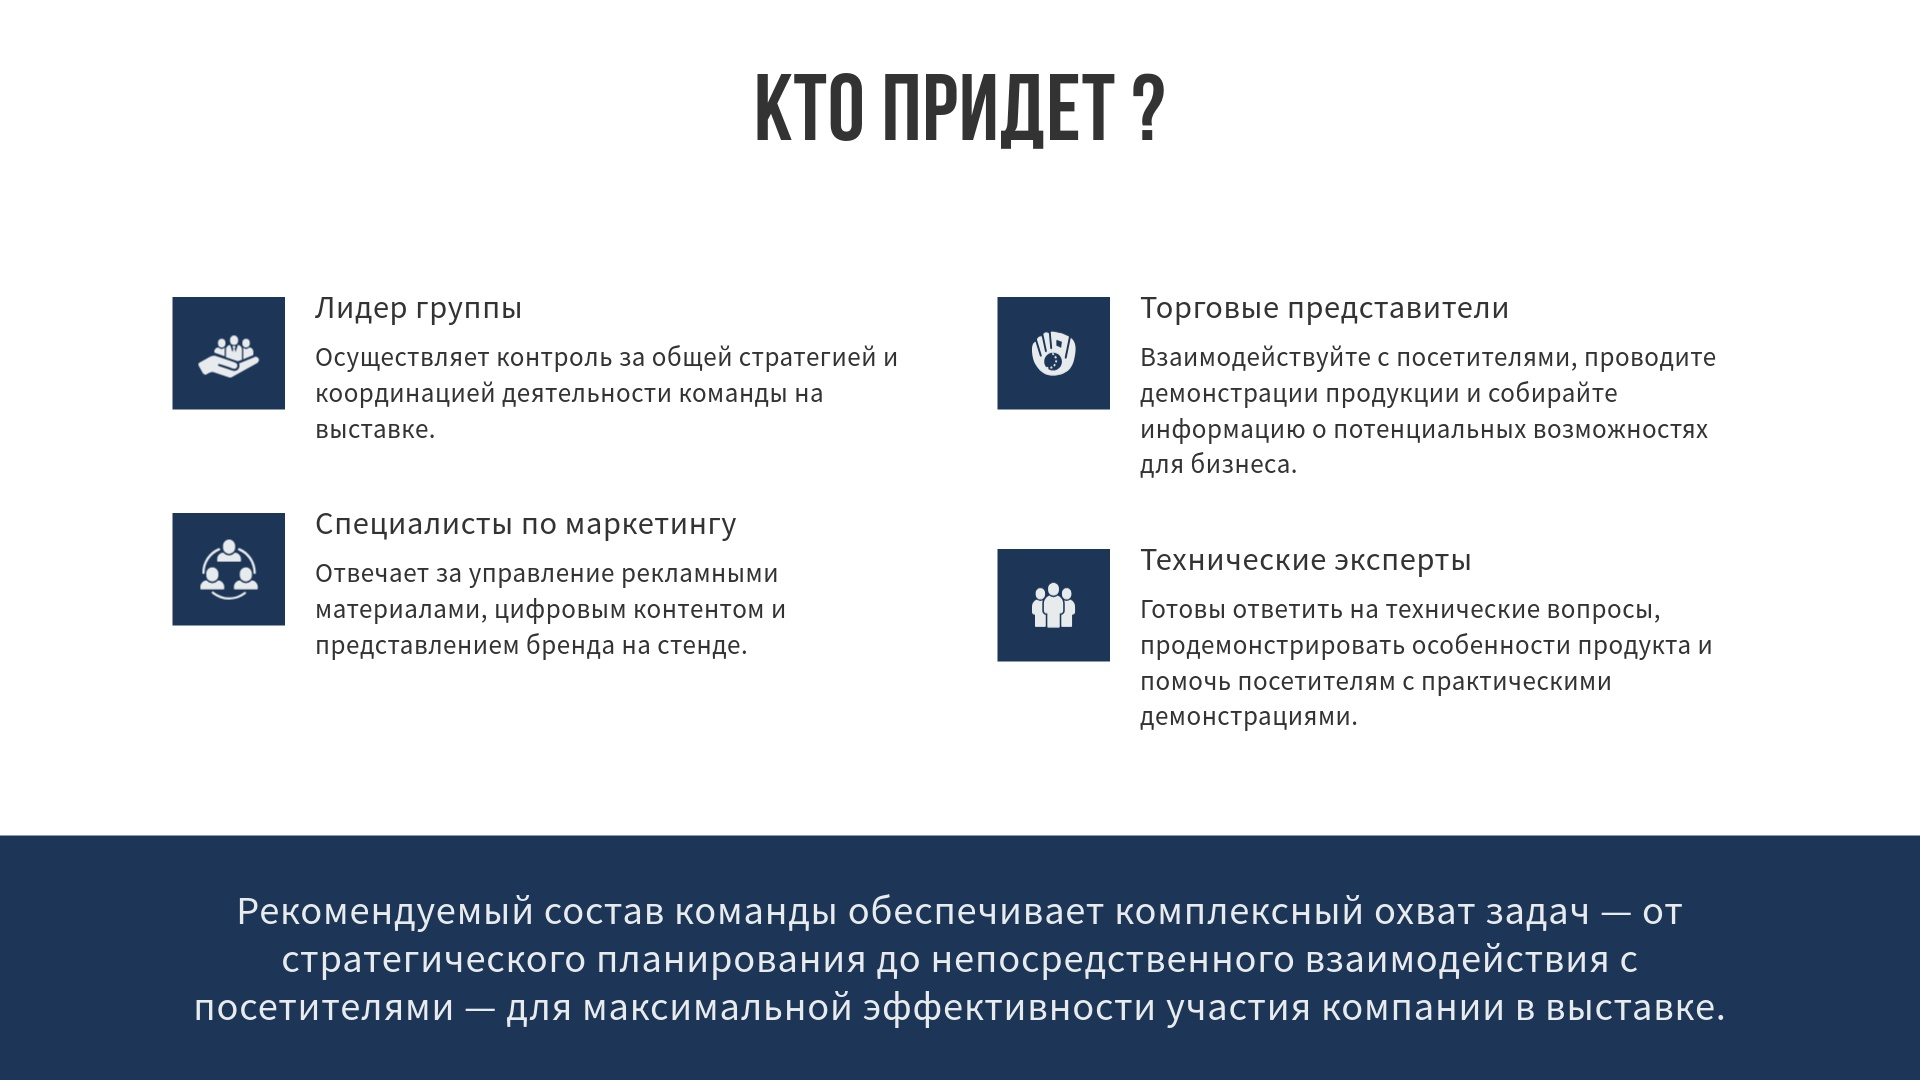 КТО ПРИДЕТ ?
Лидер группы
Осуществляет контроль за общей стратегией и
координацией деятельности команды на
выставке.
Специалисты по маркетингу
Отвечает за управление рекламными
материалами, цифровым контентом и
представлением бренда на стенде.
Торговые представители
Взаимодействуйте с посетителями, проводите
демонстрации продукции и собирайте
информацию о потенциальных возможностях
для бизнеса.
Технические эксперты
Готовы ответить на технические вопросы,
продемонстрировать особенности продукта и
помочь посетителям с практическими
демонстрациями.
Рекомендуемый состав команды обеспечивает комплексный охват задач — от
стратегического планирования до непосредственного взаимодействия с
посетителями — для максимальной эффективности участия компании в выставке.